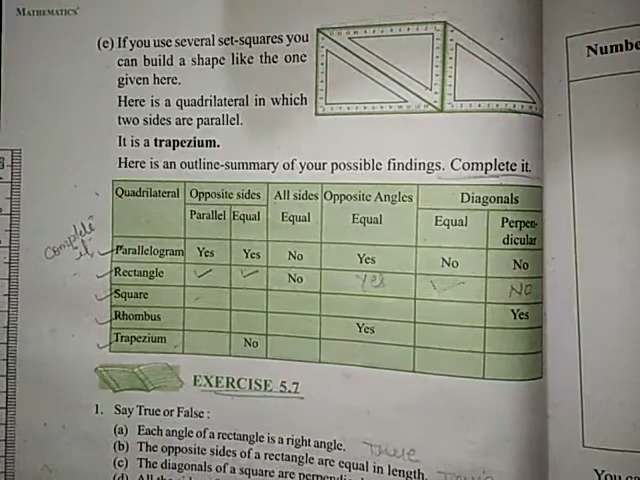 MATHEMATICS
(e) If you use several set-squares you
can build a shape like the one
given here.
Here is a quadrilateral in which
two sides are parallel.
It is a trapezium.
Here is an outline-summary of your possible findings. Complete it.
Quadrilateral Opposite sides All sides Opposite Angles Diagonals
Parallel Equal Equal Equal Equal Perpen-
dicular
Complete
it
Parallelogram Yes Yes No Yes No No
Rectangle ✓ ✓ No Yes ✓ No
Square
Rhombus Yes Yes
Trapezium No
EXERCISE 5.7
1. Say True or False :
(a) Each angle of a rectangle is a right angle. True
(b) The opposite sides of a rectangle are equal in length. True
(c) The diagonals of a square are
(d) All the